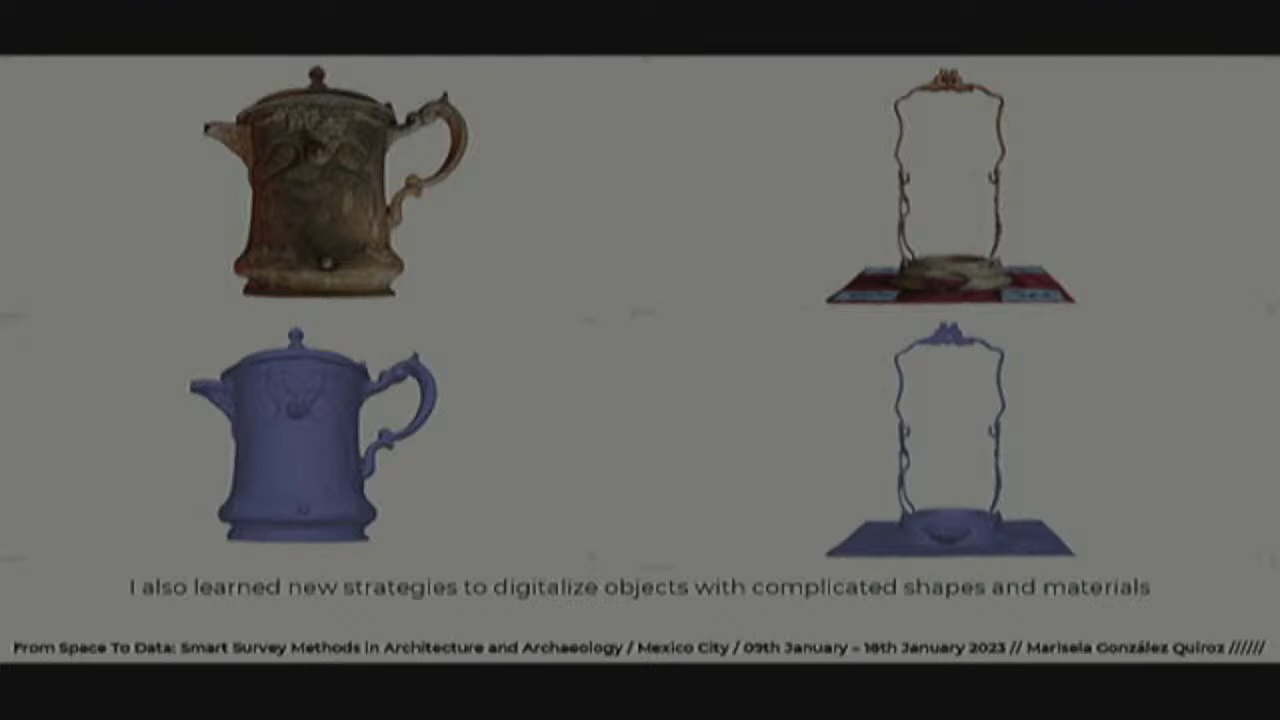 I also learned new strategies to digitalize objects with complicated shapes and materials
From Space To Data: Smart Survey Methods in Architecture and Archaeology / Mexico City / 09th January - 18th January 2023 // Marisela González Quiroz //////